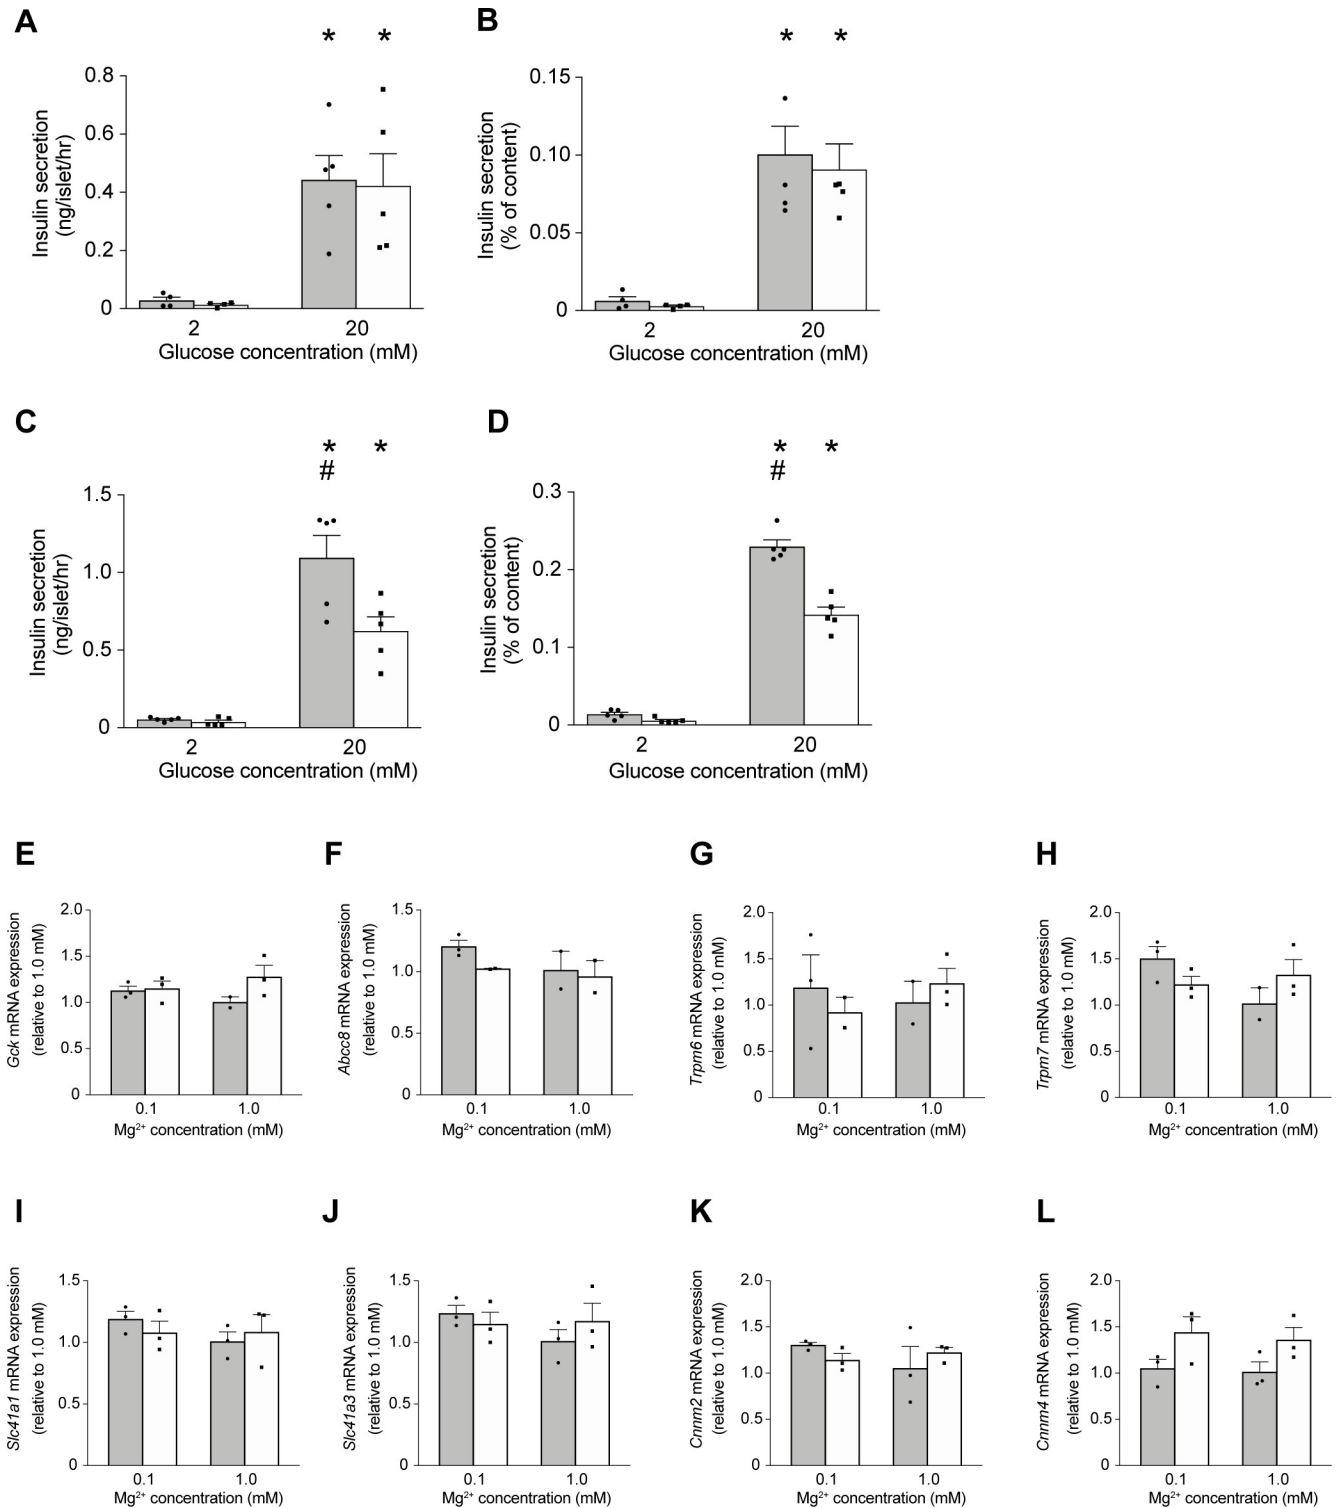 A
* *
Insulin secretion
(ng/islet/hr)
0.8
0.6
0.4
0.2
0
2 20
Glucose concentration (mM)
B
* *
Insulin secretion
(% of content)
0.15
0.10
0.05
0
2 20
Glucose concentration (mM)
C
* *
#
Insulin secretion
(ng/islet/hr)
1.5
1.0
0.5
0
2 20
Glucose concentration (mM)
D
* *
#
Insulin secretion
(% of content)
0.3
0.2
0.1
0
2 20
Glucose concentration (mM)
E
Gck mRNA expression
(relative to 1.0 mM)
2.0
1.5
1.0
0.5
0
0.1 1.0
Mg²⁺ concentration (mM)
F
Abcc8 mRNA expression
(relative to 1.0 mM)
1.5
1.0
0.5
0
0.1 1.0
Mg²⁺ concentration (mM)
G
Trpm6 mRNA expression
(relative to 1.0 mM)
2.0
1.5
1.0
0.5
0
0.1 1.0
Mg²⁺ concentration (mM)
H
Trpm7 mRNA expression
(relative to 1.0 mM)
2.0
1.5
1.0
0.5
0
0.1 1.0
Mg²⁺ concentration (mM)
I
Slc41a1 mRNA expression
(relative to 1.0 mM)
1.5
1.0
0.5
0
0.1 1.0
Mg²⁺ concentration (mM)
J
Slc41a3 mRNA expression
(relative to 1.0 mM)
1.5
1.0
0.5
0
0.1 1.0
Mg²⁺ concentration (mM)
K
Cnnm2 mRNA expression
(relative to 1.0 mM)
2.0
1.5
1.0
0.5
0
0.1 1.0
Mg²⁺ concentration (mM)
L
Cnnm4 mRNA expression
(relative to 1.0 mM)
2.0
1.5
1.0
0.5
0
0.1 1.0
Mg²⁺ concentration (mM)